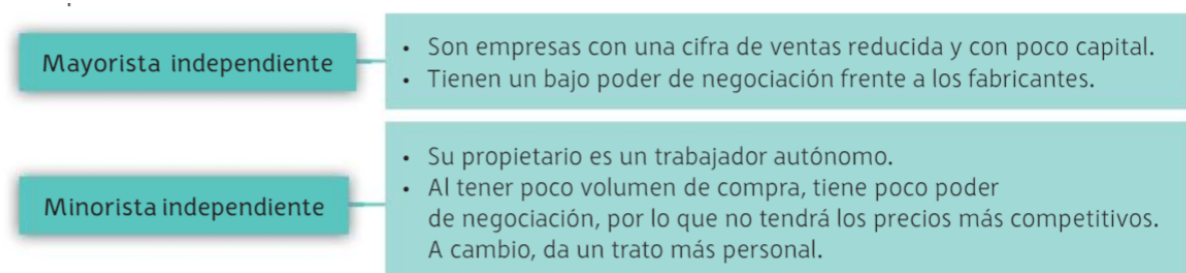 Mayorista independiente
• Son empresas con una cifra de ventas reducida y con poco capital.
• Tienen un bajo poder de negociación frente a los fabricantes.
Minorista independiente
• Su propietario es un trabajador autónomo.
• Al tener poco volumen de compra, tiene poco poder
de negociación, por lo que no tendrá los precios más competitivos.
A cambio, da un trato más personal.